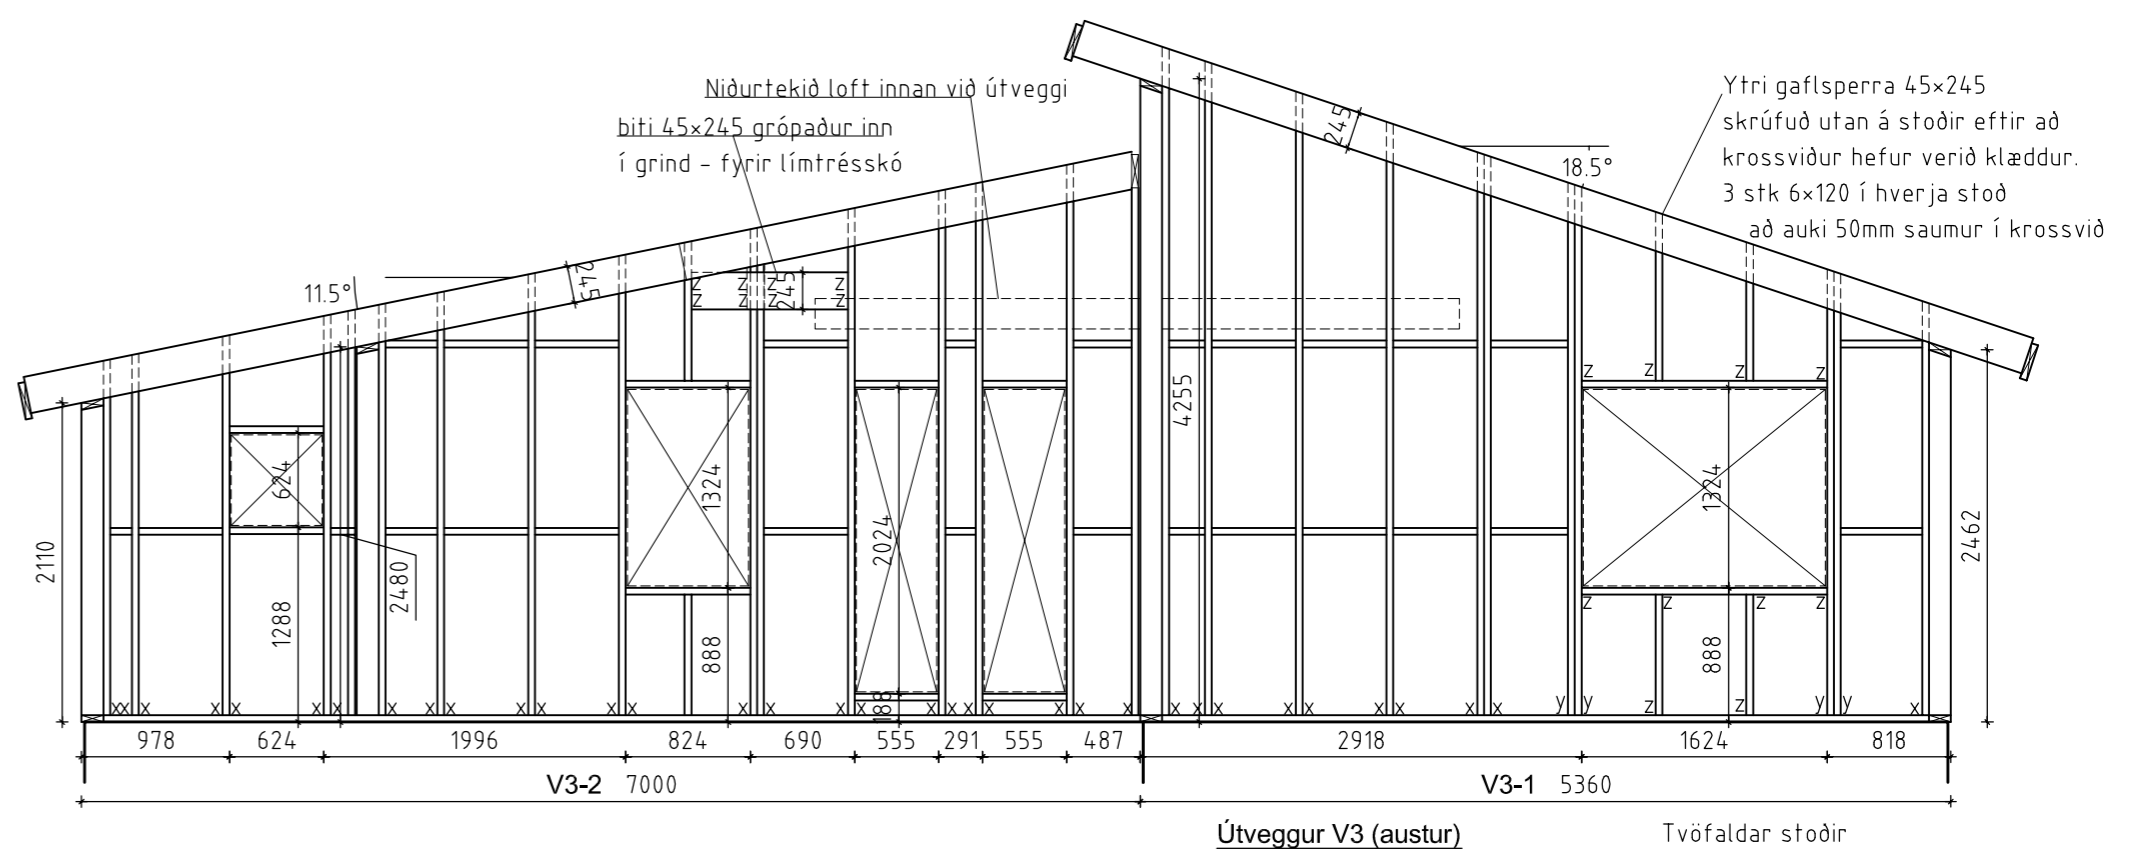 Niðurtekið loft innan við útveggi
biti 45×245 grópaður inn
í grind - fyrir límtrésskó
Ytri gaflsperra 45×245
skrúfuð utan á stoðir eftir að
krossviður hefur verið klæddur.
3 stk 6×120 í hverja stoð
að auki 50mm saumur í krossvið
245
18.5°
11.5°
245
245
z z z z
z z z z
4255
z z z z
624
1324
2024
1324
2110
2480
1288
888
188
888
2462
z z z z
x x x x x x x x x x x x x x x x x x x x x x x x x y y z z y y x
978 624 1996 824 690 555 291 555 487 2918 1624 818
V3-2 7000 V3-1 5360
Útveggur V3 (austur) Tvöfaldar stoðir